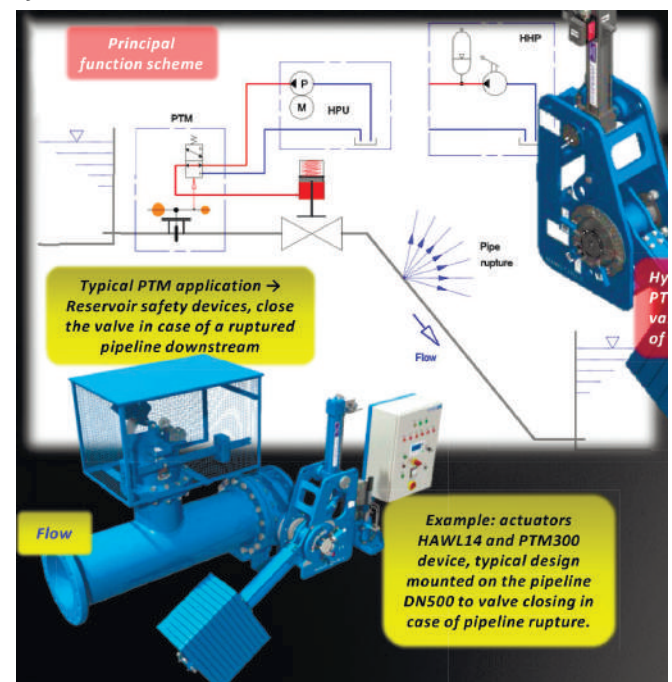 Principal
function scheme
PTM
P
M
HPU
HHP
Pipe
rupture
Flow
Typical PTM application →
Reservoir safety devices, close
the valve in case of a ruptured
pipeline downstream
Hy
PT
va
of
Flow
Example: actuators
HAWL14 and PTM300
device, typical design
mounted on the pipeline
DN500 to valve closing in
case of pipeline rupture.